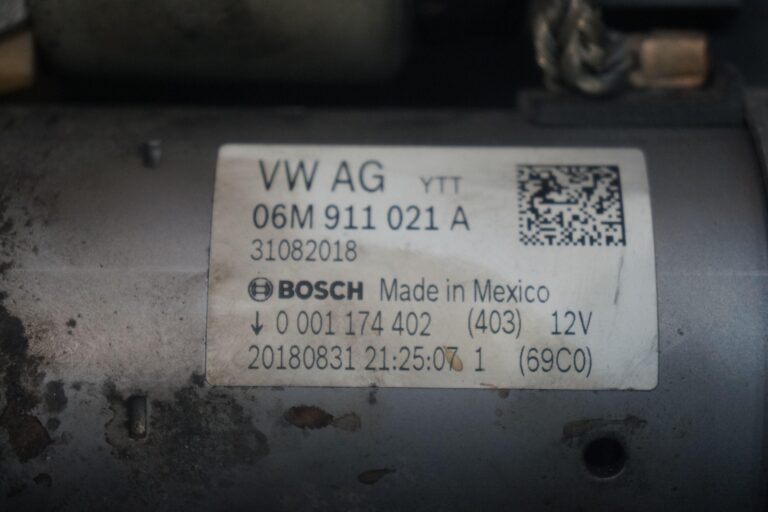 VW AG YTT
06M 911 021 A
31082018
BOSCH Made in Mexico
↓ 0 001 174 402 (403) 12V
20180831 21:25:07 1 (69C0)